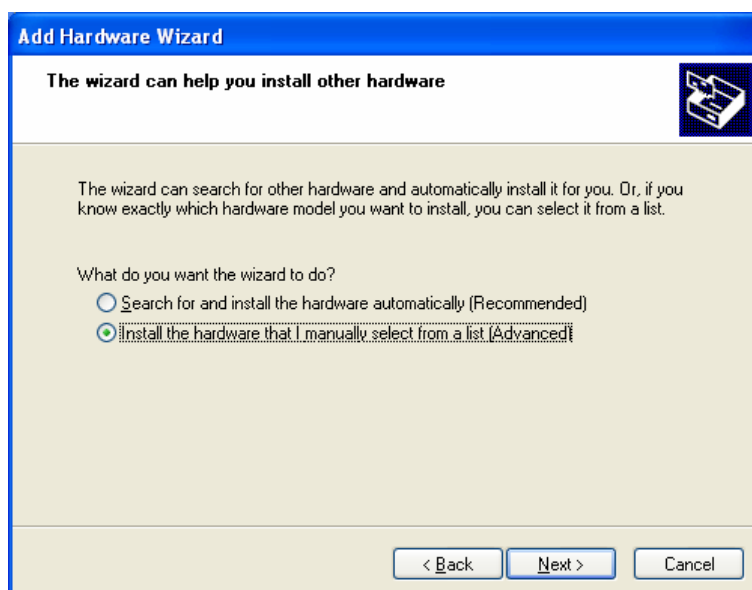 Add Hardware Wizard
The wizard can help you install other hardware
The wizard can search for other hardware and automatically install it for you. Or, if you
know exactly which hardware model you want to install, you can select it from a list.
What do you want the wizard to do?
Search for and install the hardware automatically (Recommended)
Install the hardware that I manually select from a list (Advanced)
< Back Next > Cancel